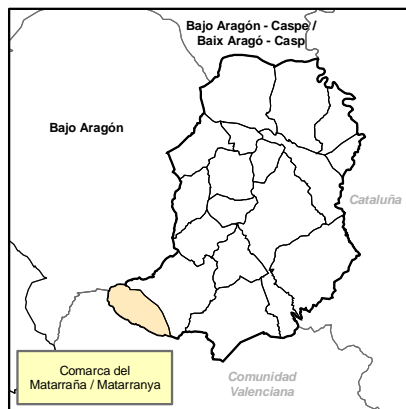 Bajo Aragón - Caspe /
Baix Aragó - Casp
Bajo Aragón
Cataluña
Comarca del
Matarraña / Matarranya
Comunidad
Valenciana